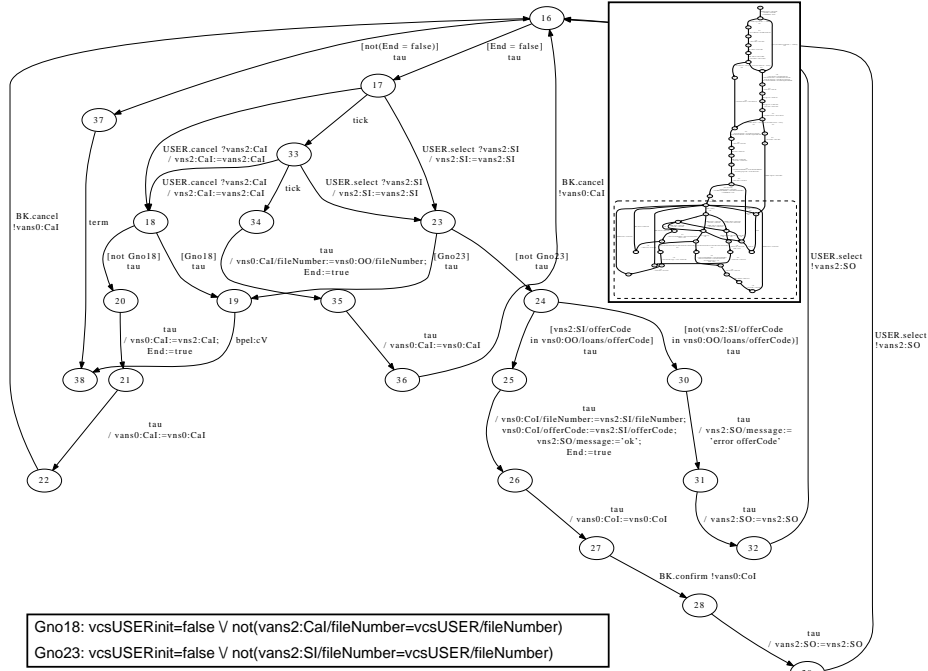 16
[not(End = false)]
tau
[End = false]
tau
17
37
tick
USER.cancel ?vans2:CaI
/ vns2:CaI:=vans2:CaI
33
USER.select ?vans2:SI
/ vns2:SI:=vans2:SI
USER.cancel ?vans2:CaI
/ vns2:CaI:=vans2:CaI
tick
USER.select ?vans2:SI
/ vns2:SI:=vans2:SI
BK.cancel
!vans0:CaI
BK.cancel
!vans0:CaI
term
18
34
23
[not Gno18]
tau
[Gno18]
tau
tau
/ vns0:CaI/fileNumber:=vns0:OO/fileNumber;
End:=true
[Gno23]
tau
[not Gno23]
tau
USER.select
!vans2:SO
20
19
35
24
tau
/ vns0:CaI:=vns2:CaI;
End:=true
bpel:cV
tau
/ vans0:CaI:=vns0:CaI
[vns2:SI/offerCode
in vns0:OO/loans/offerCode]
tau
[not(vns2:SI/offerCode
in vns0:OO/loans/offerCode)]
tau
USER.select
!vans2:SO
38
21
36
25
30
tau
/ vans0:CaI:=vns0:CaI
tau
/ vns0:CoI/fileNumber:=vns2:SI/fileNumber;
vns0:CoI/offerCode:=vns2:SI/offerCode;
vns2:SO/message:='ok';
End:=true
tau
/ vns2:SO/message:=
'error offerCode'
22
26
31
tau
/ vans0:CoI:=vns0:CoI
tau
/ vans2:SO:=vns2:SO
27
32
BK.confirm !vans0:CoI
28
tau
/ vans2:SO:=vns2:SO
Gno18: vcsUSERinit=false \/ not(vans2:CaI/fileNumber=vcsUSER/fileNumber)
Gno23: vcsUSERinit=false \/ not(vans2:SI/fileNumber=vcsUSER/fileNumber)